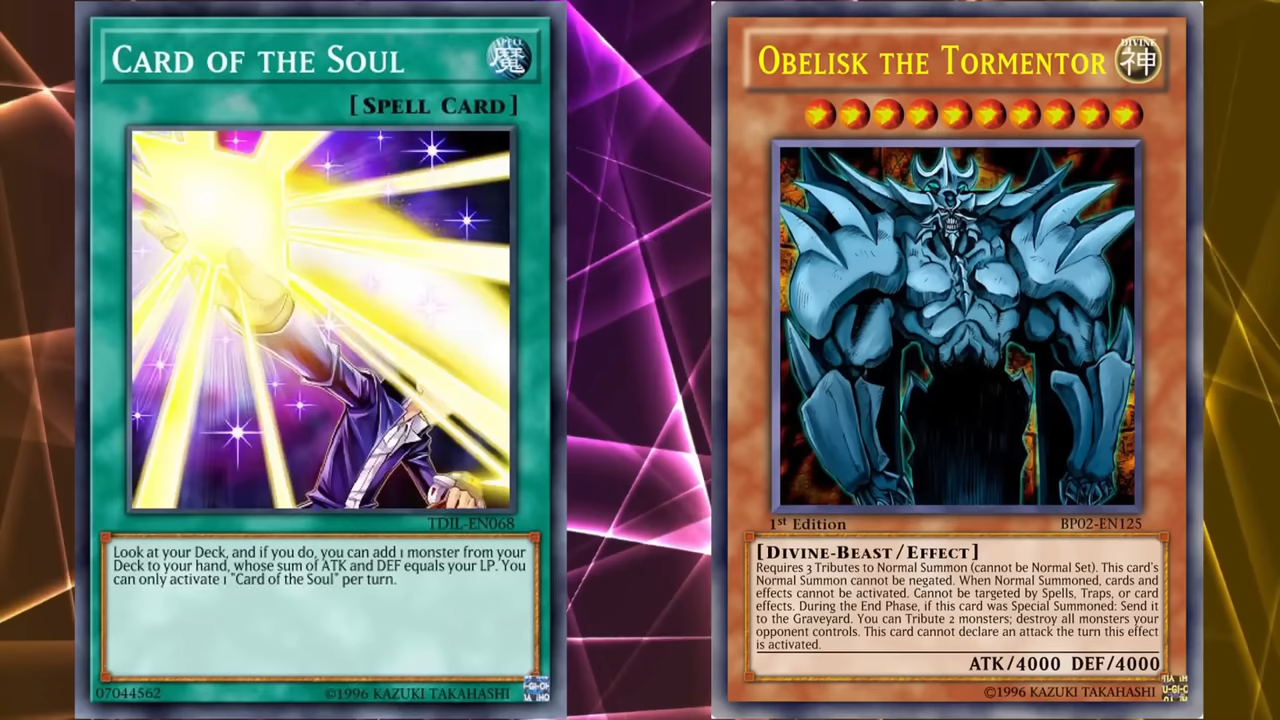 CARD OF THE SOUL
SPELL
魔
[SPELL CARD]
TDIL-EN068
Look at your Deck, and if you do, you can add 1 monster from your
Deck to your hand, whose sum of ATK and DEF equals your LP. You
can only activate 1 "Card of the Soul" per turn.
07044562
©1996 KAZUKI TAKAHASHI
OBELISK THE TORMENTOR
DIVINE
神
1st Edition
BP02-EN125
[DIVINE-BEAST/EFFECT]
Requires 3 Tributes to Normal Summon (cannot be Normal Set). This card's
Normal Summon cannot be negated. When Normal Summoned, cards and
effects cannot be activated. Cannot be targeted by Spells, Traps, or card
effects. During the End Phase, if this card was Special Summoned: Send it
to the Graveyard. You can Tribute 2 monsters; destroy all monsters your
opponent controls. This card cannot declare an attack the turn this effect
is activated.
ATK/4000 DEF/4000
©1996 KAZUKI TAKAHASHI